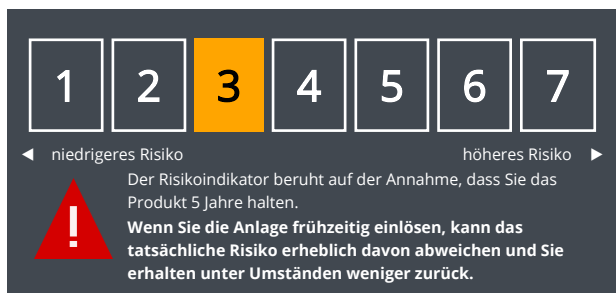 1 2 3 4 5 6 7
◄ niedrigeres Risiko höheres Risiko ►
Der Risikoindikator beruht auf der Annahme, dass Sie das
Produkt 5 Jahre halten.
Wenn Sie die Anlage frühzeitig einlösen, kann das
tatsächliche Risiko erheblich davon abweichen und Sie
erhalten unter Umständen weniger zurück.
!